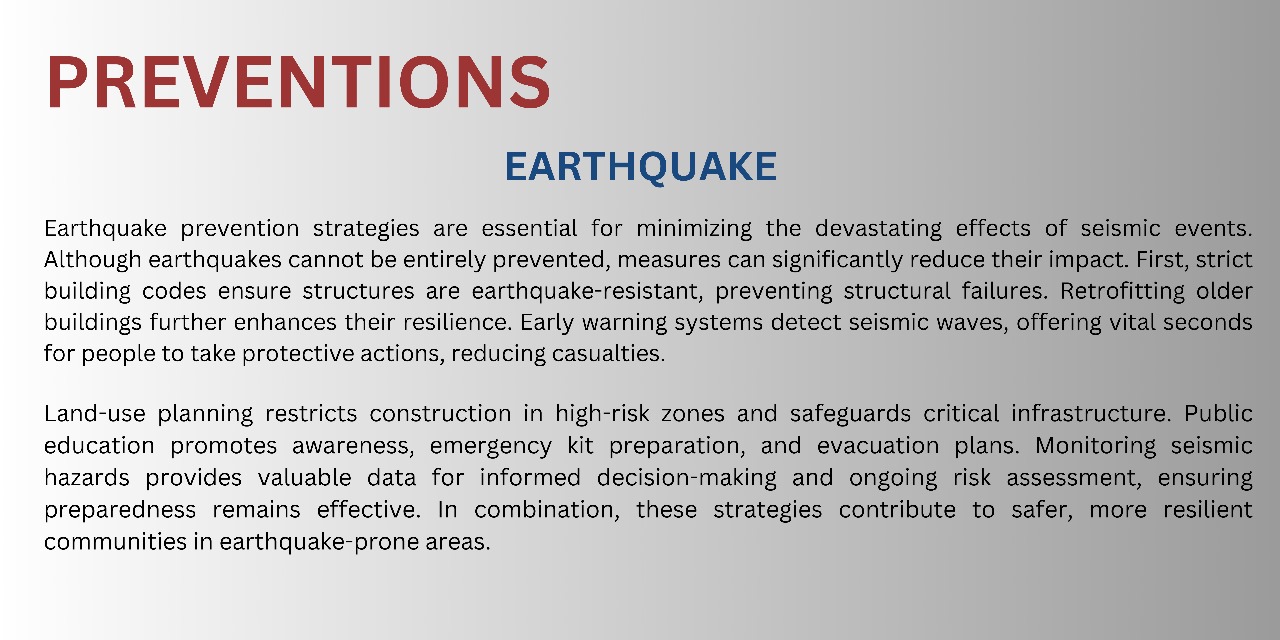 PREVENTIONS
EARTHQUAKE
Earthquake prevention strategies are essential for minimizing the devastating effects of seismic events.
Although earthquakes cannot be entirely prevented, measures can significantly reduce their impact. First, strict
building codes ensure structures are earthquake-resistant, preventing structural failures. Retrofitting older
buildings further enhances their resilience. Early warning systems detect seismic waves, offering vital seconds
for people to take protective actions, reducing casualties.
Land-use planning restricts construction in high-risk zones and safeguards critical infrastructure. Public
education promotes awareness, emergency kit preparation, and evacuation plans. Monitoring seismic
hazards provides valuable data for informed decision-making and ongoing risk assessment, ensuring
preparedness remains effective. In combination, these strategies contribute to safer, more resilient
communities in earthquake-prone areas.